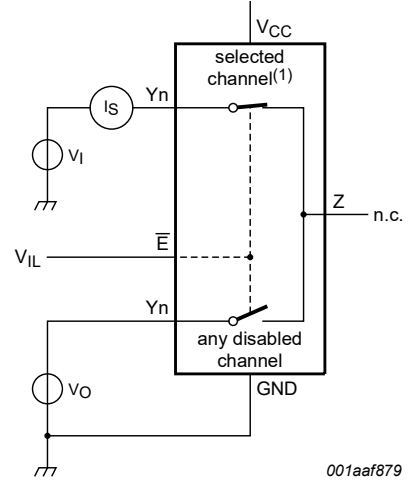 VCC
selected
channel(1)
Yn
IS
VI
Z
n.c.
E
VIL
Yn
any disabled
channel
VO
GND
001aaf879